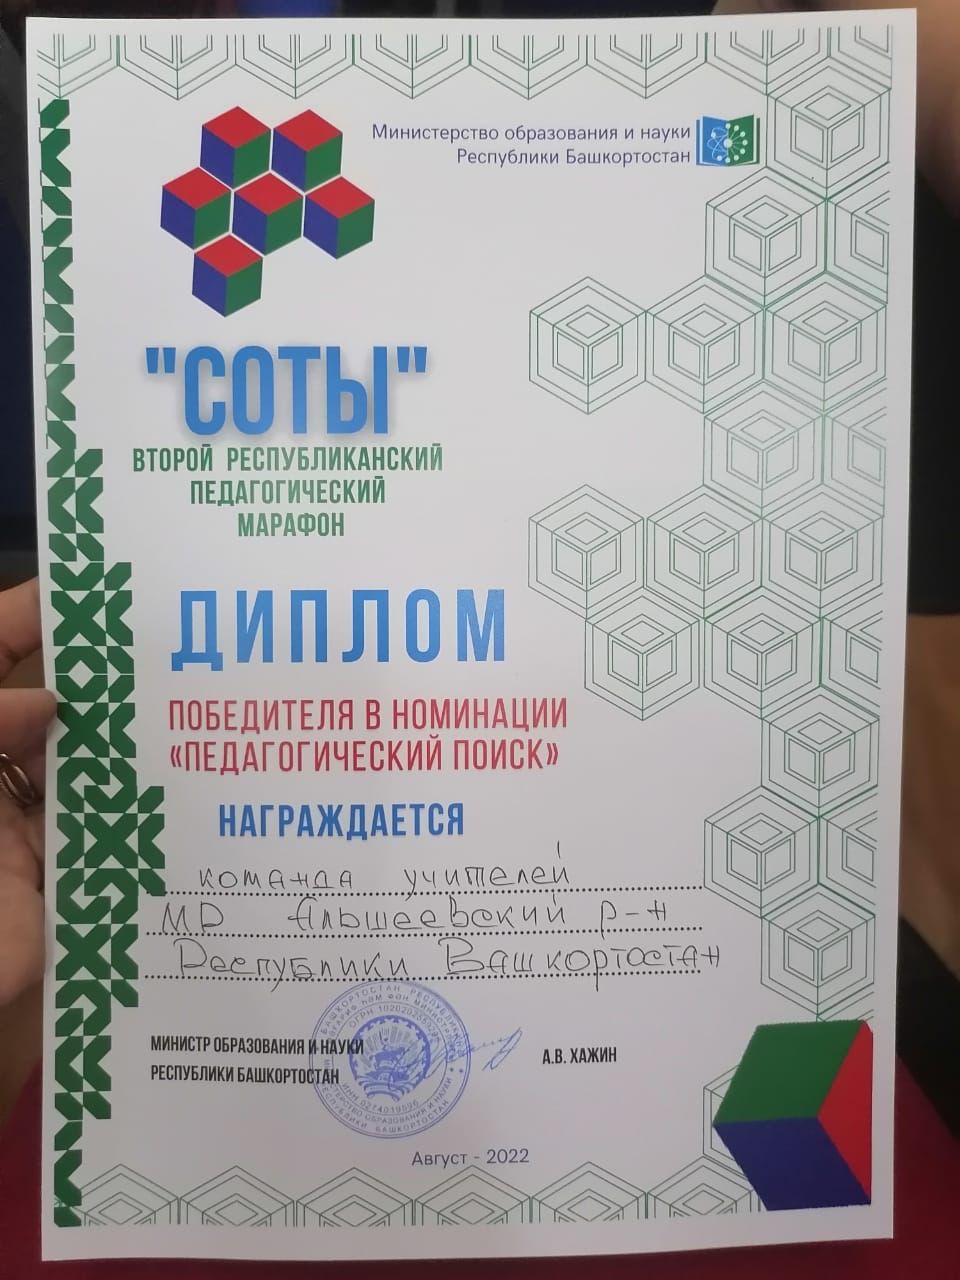 Министерство образования и науки
Республики Башкортостан
"СОТЫ"
ВТОРОЙ РЕСПУБЛИКАНСКИЙ
ПЕДАГОГИЧЕСКИЙ
МАРАФОН
ДИПЛОМ
ПОБЕДИТЕЛЯ В НОМИНАЦИИ
«ПЕДАГОГИЧЕСКИЙ ПОИСК»
НАГРАЖДАЕТСЯ
команда учителей
МР Альшеевский р-н
Республики Башкортостан
МИНИСТР ОБРАЗОВАНИЯ И НАУКИ
РЕСПУБЛИКИ БАШКОРТОСТАН
А.В. ХАЖИН
Август - 2022